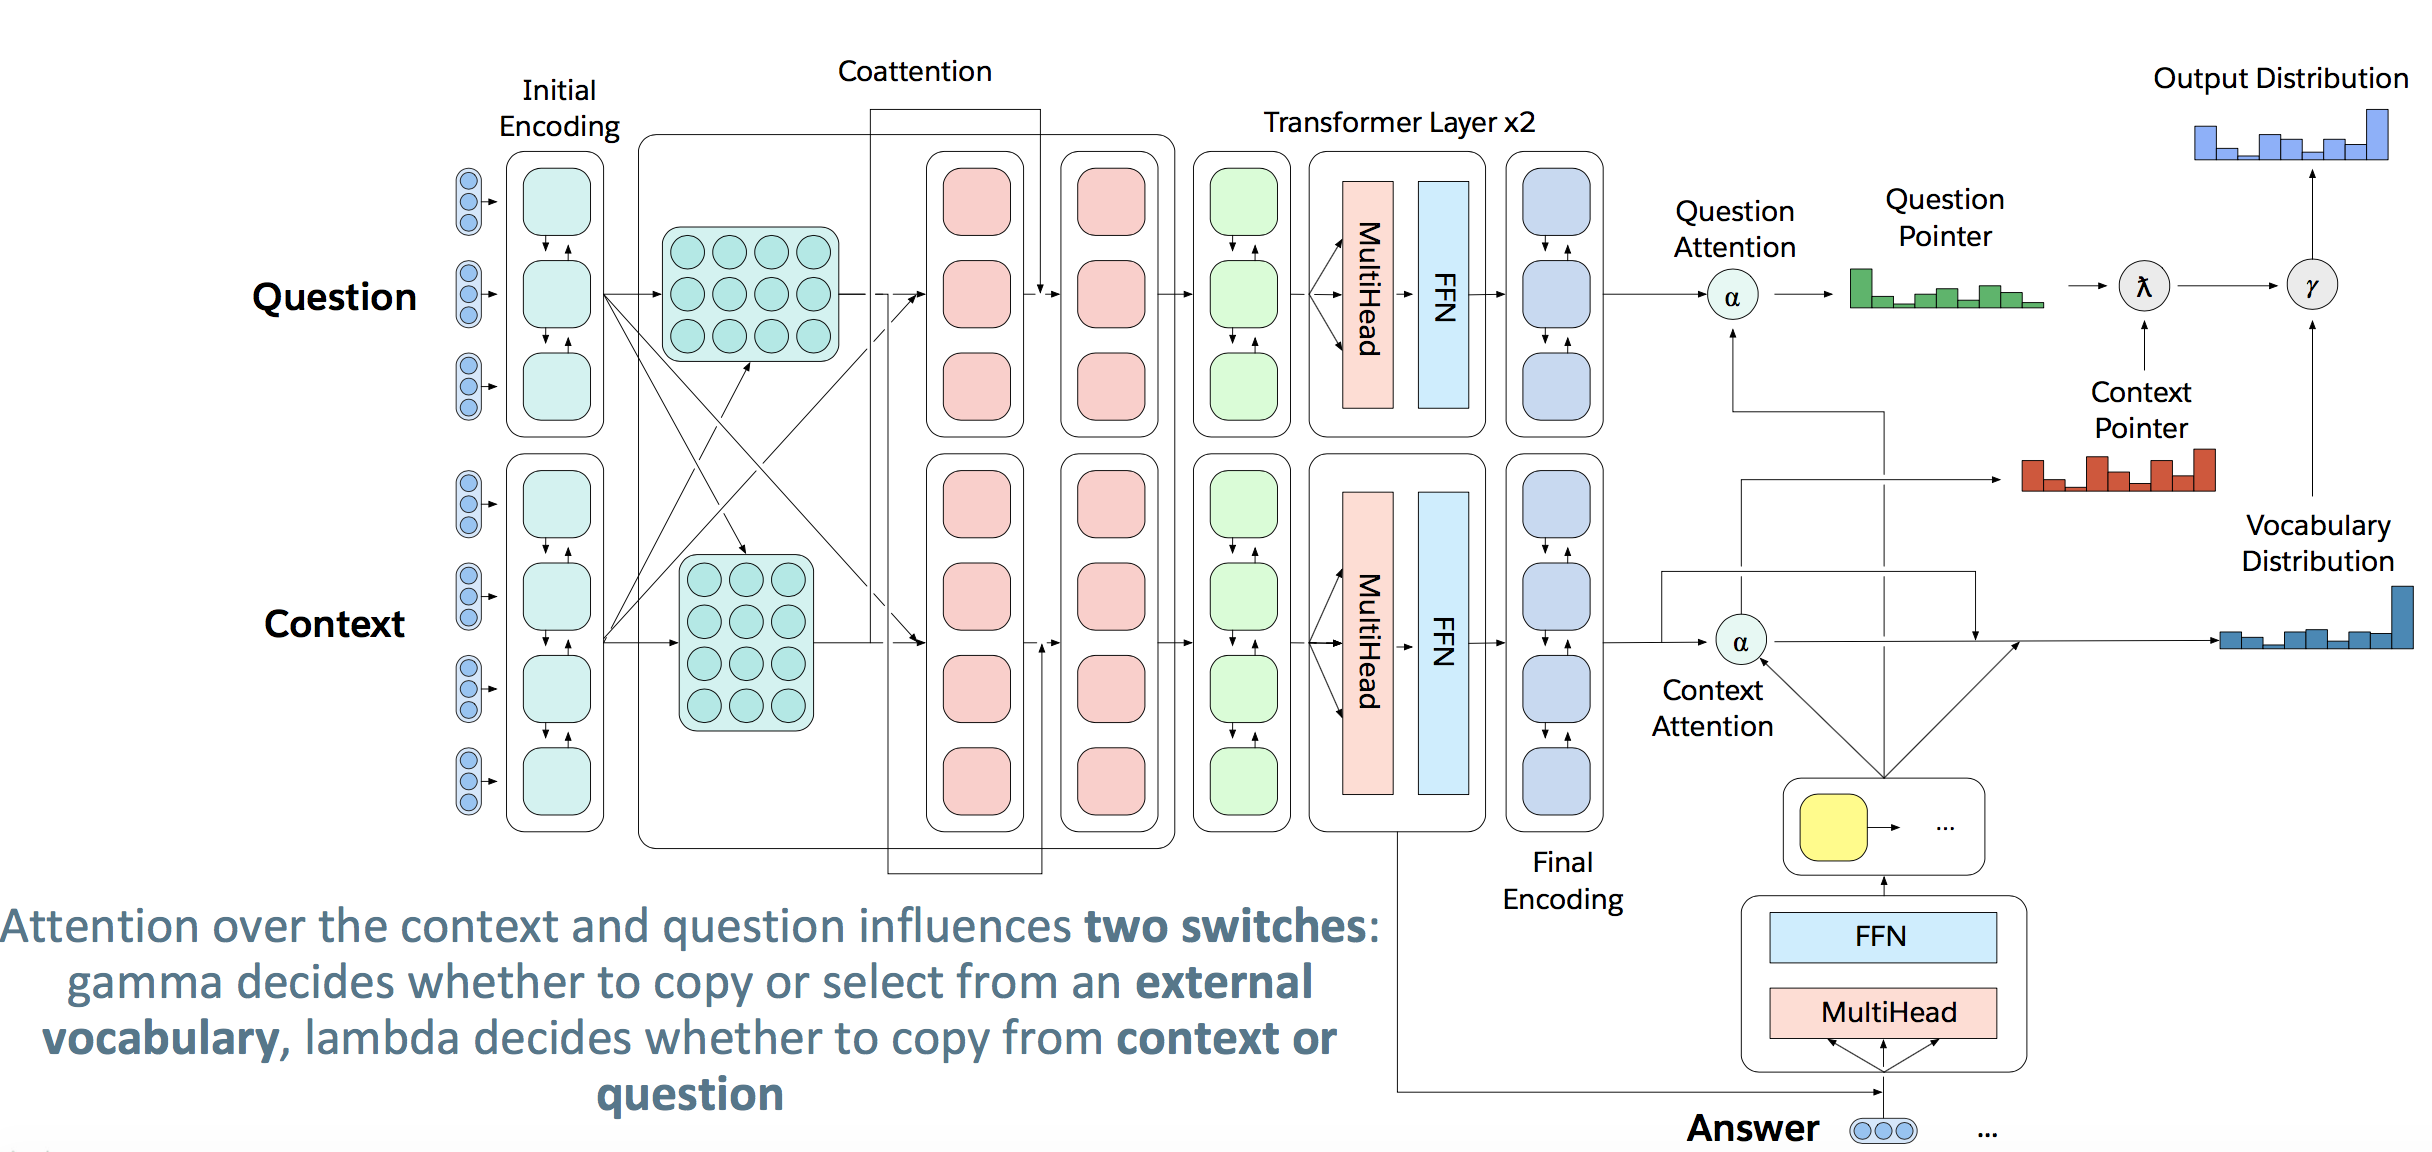 Coattention
Initial
Encoding
Transformer Layer x2
Output Distribution
Question
MultiHead
FFN
Question
Attention
α
Question
Pointer
ƛ
γ
Context
Pointer
Vocabulary
Distribution
Context
MultiHead
FFN
α
Context
Attention
...
Final
Encoding
FFN
MultiHead
Answer
...
Attention over the context and question influences two switches:
gamma decides whether to copy or select from an external
vocabulary, lambda decides whether to copy from context or
question